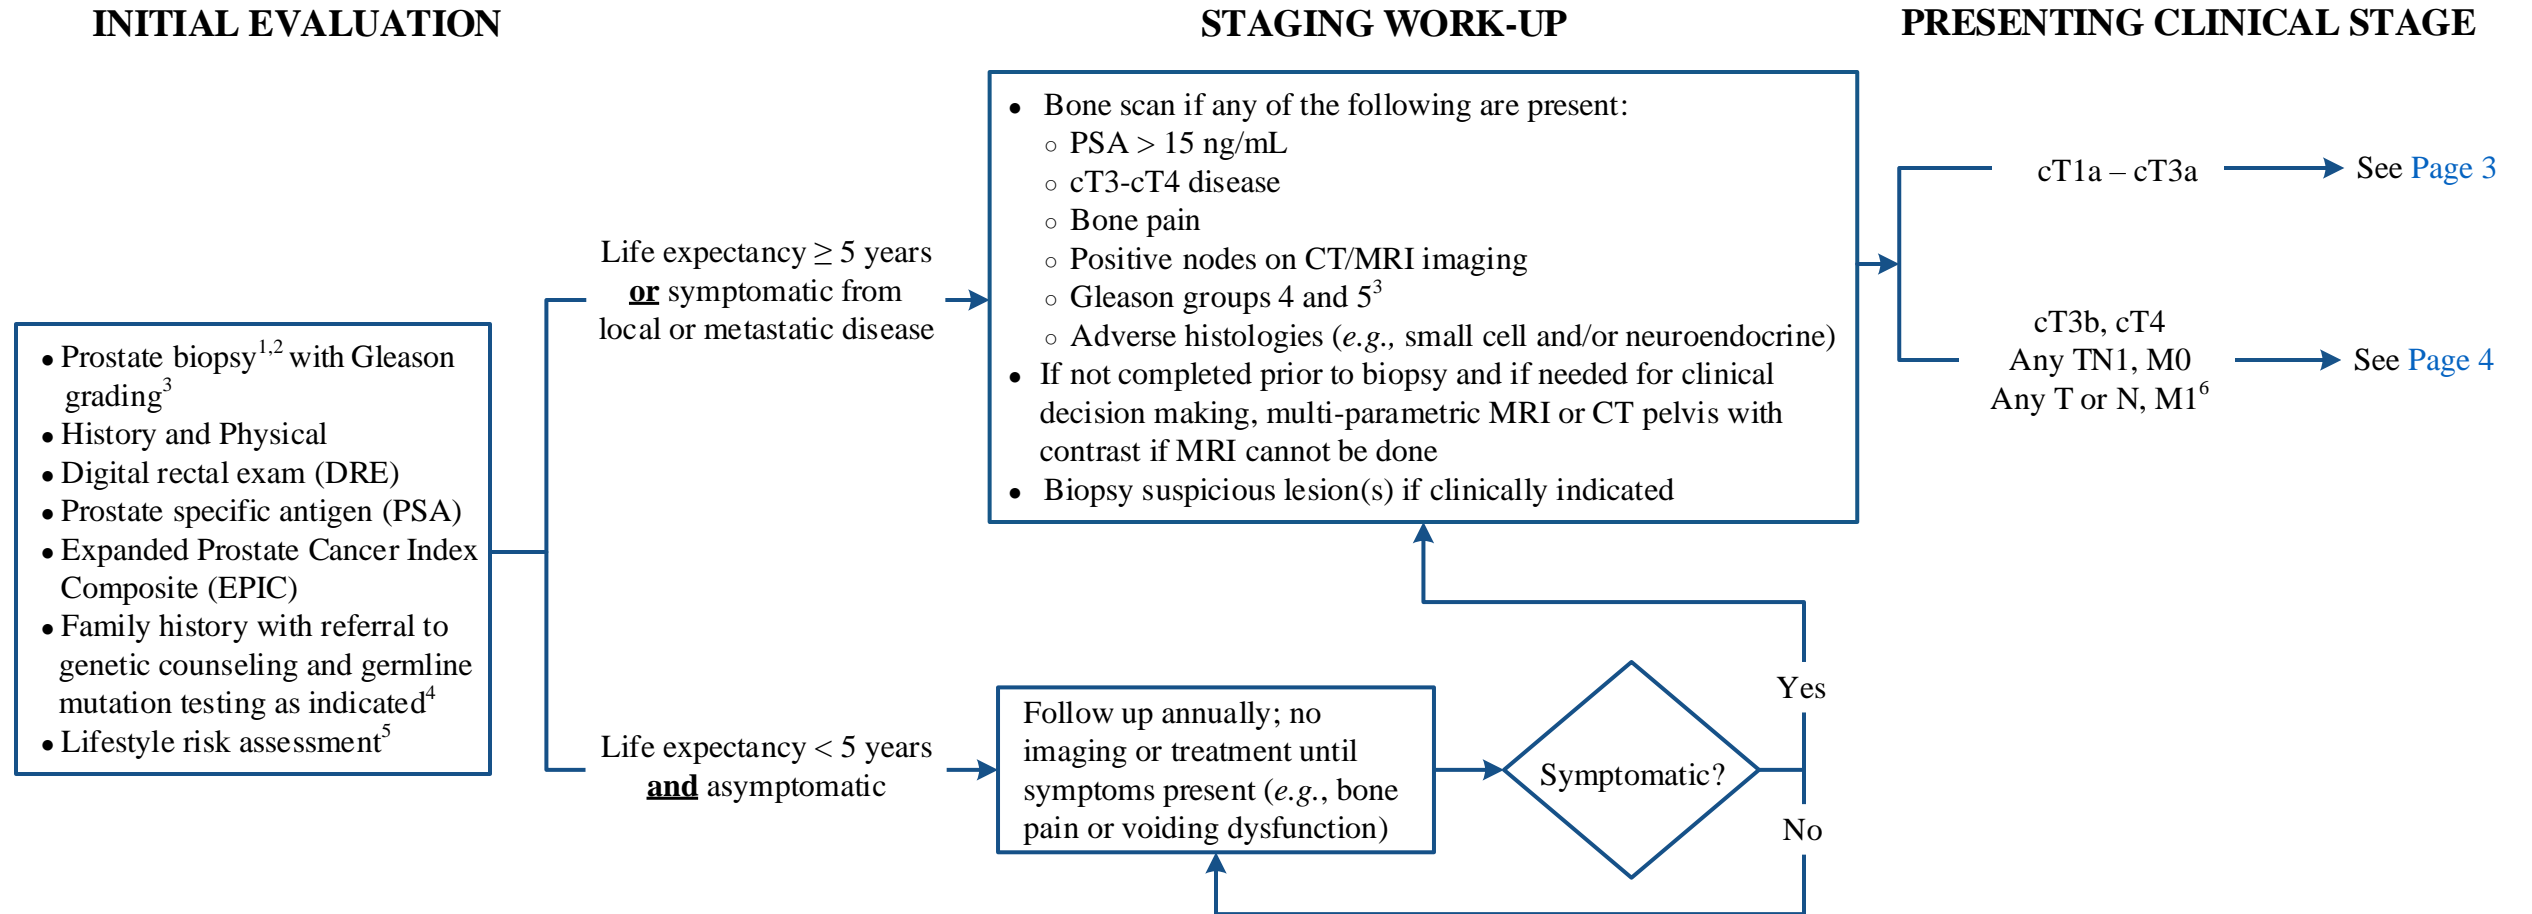 INITIAL EVALUATION
STAGING WORK-UP
PRESENTING CLINICAL STAGE
• Prostate biopsy1,2 with Gleason
grading3
• History and Physical
• Digital rectal exam (DRE)
• Prostate specific antigen (PSA)
• Expanded Prostate Cancer Index
Composite (EPIC)
• Family history with referral to
genetic counseling and germline
mutation testing as indicated4
• Lifestyle risk assessment5
Life expectancy ≥ 5 years
or symptomatic from
local or metastatic disease
• Bone scan if any of the following are present:
○ PSA > 15 ng/mL
○ cT3-cT4 disease
○ Bone pain
○ Positive nodes on CT/MRI imaging
○ Gleason groups 4 and 53
○ Adverse histologies (e.g., small cell and/or neuroendocrine)
• If not completed prior to biopsy and if needed for clinical
decision making, multi-parametric MRI or CT pelvis with
contrast if MRI cannot be done
• Biopsy suspicious lesion(s) if clinically indicated
cT1a – cT3a
See Page 3
cT3b, cT4
Any TN1, M0
Any T or N, M16
See Page 4
Life expectancy < 5 years
and asymptomatic
Follow up annually; no
imaging or treatment until
symptoms present (e.g., bone
pain or voiding dysfunction)
Symptomatic?
Yes
No